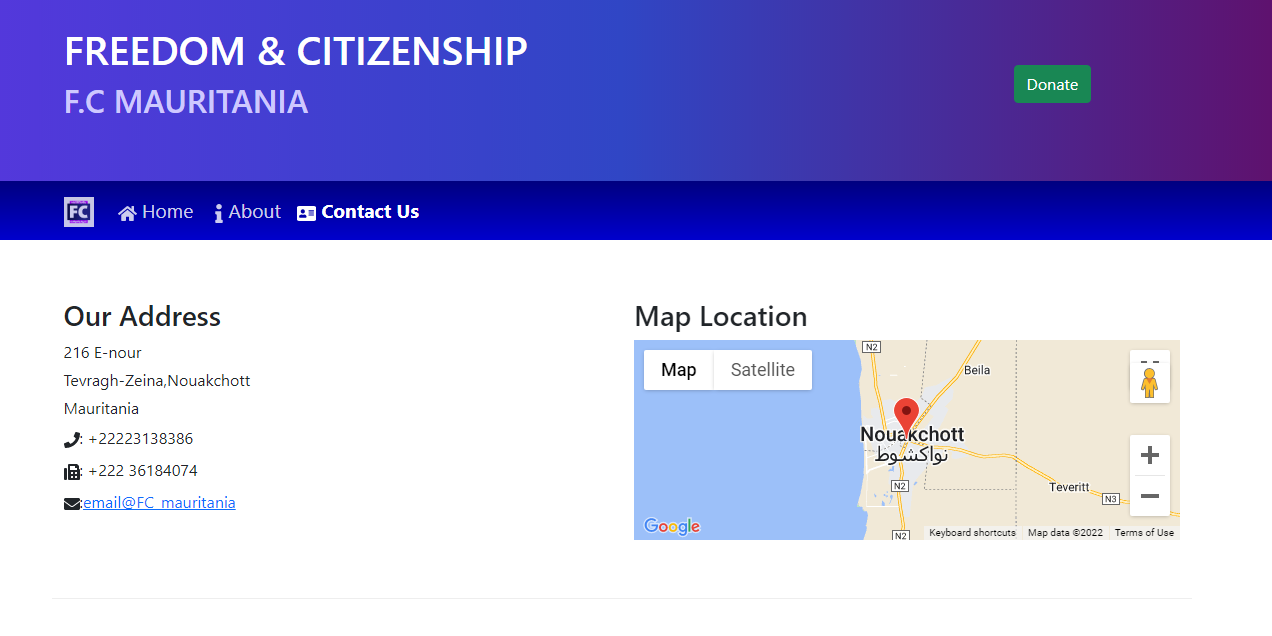 FREEDOM & CITIZENSHIP
F.C MAURITANIA
Donate
FC
Home
About
Contact Us
Our Address
216 E-nour
Tevragh-Zeina,Nouakchott
Mauritania
: +22223138386
: +222 36184074
:email@FC_mauritania
Map Location
Map
Satellite
N2
Beila
Nouakchott
نواكشوط
N2
Teveritt
N3
N2
Google
Keyboard shortcuts
Map data ©2022
Terms of Use